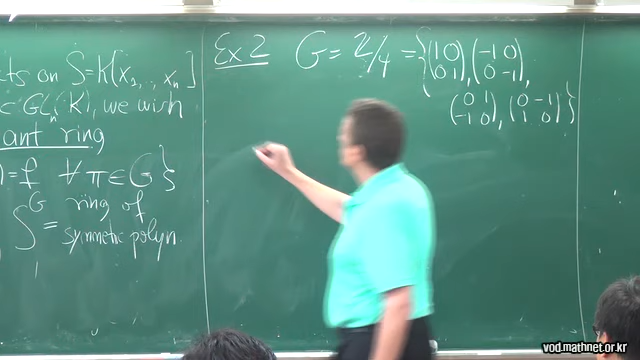 cts on S=K[x₁,..,xₙ]
⊂ GLₙ(K), we wish
ant ring
)=f ∀ π∈G}
S^G = ring of
symmetric polyn.
Ex 2 G = Z/4 = {(1 0
0 1), (-1 0
0 -1),
(0 1
-1 0), (0 -1
1 0)}
vod.mathnet.or.kr